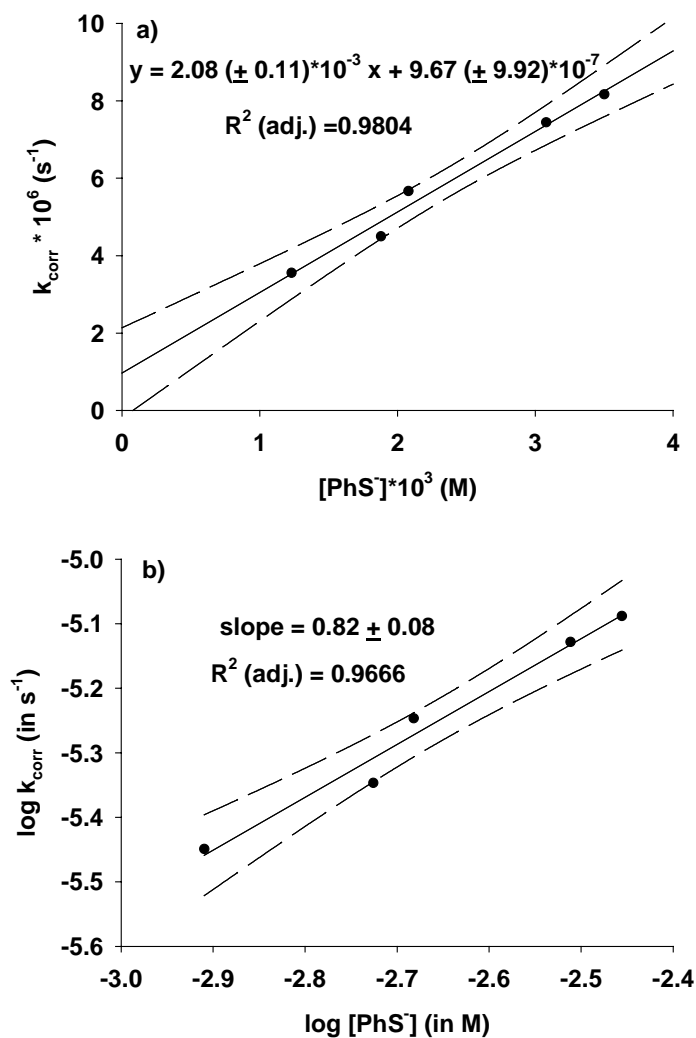 a)
y = 2.08 (± 0.11)*10⁻³ x + 9.67 (± 9.92)*10⁻⁷
R² (adj.) =0.9804
10
8
6
4
2
0
k_corr * 10⁶ (s⁻¹)
0 1 2 3 4
[PhS⁻]*10³ (M)
b)
slope = 0.82 ± 0.08
R² (adj.) = 0.9666
-5.0
-5.1
-5.2
-5.3
-5.4
-5.5
-5.6
log k_corr (in s⁻¹)
-3.0 -2.9 -2.8 -2.7 -2.6 -2.5 -2.4
log [PhS⁻] (in M)